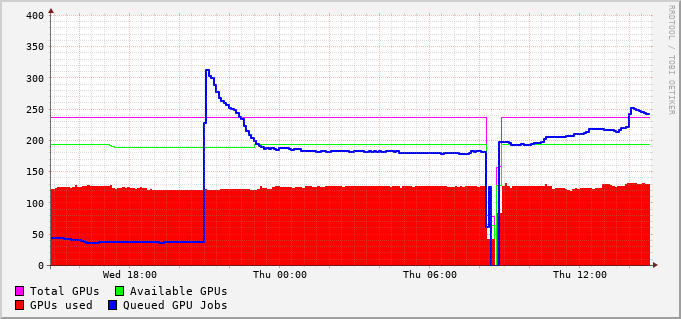 400
350
300
250
200
150
100
50
0
Wed 18:00 Thu 00:00 Thu 06:00 Thu 12:00
Total GPUs Available GPUs
GPUs used Queued GPU Jobs
RRDTOOL / TOBI OETIKER